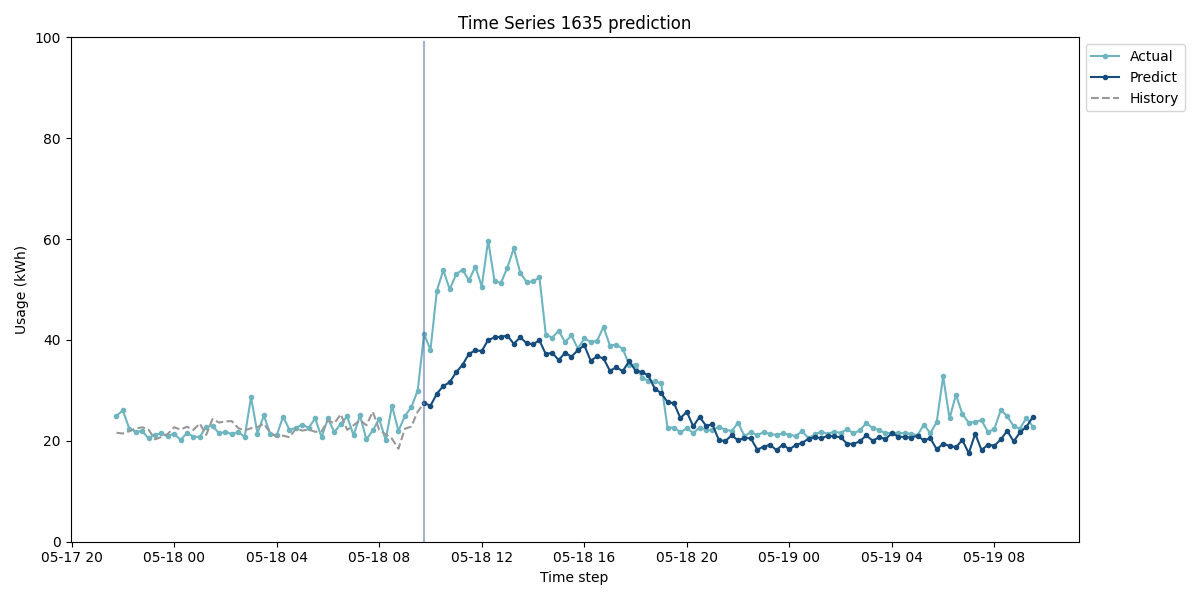 Time Series 1635 prediction
100
80
60
40
20
0
Usage (kWh)
05-17 20
05-18 00
05-18 04
05-18 08
05-18 12
05-18 16
05-18 20
05-19 00
05-19 04
05-19 08
Time step
Actual
Predict
History